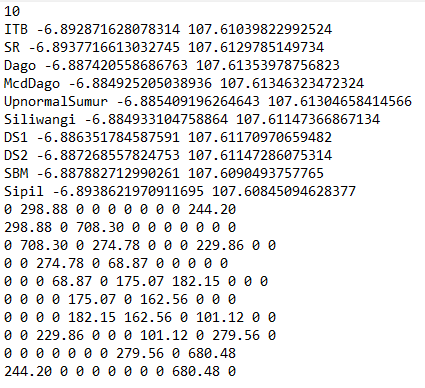 10
ITB -6.892871628078314 107.61039822992524
SR -6.8937716613032745 107.6129785149734
Dago -6.887420558686763 107.61353978756823
McdDago -6.884925205038936 107.61346323472324
UpnormalSumur -6.885409196264643 107.61304658414566
Siliwangi -6.884933104758864 107.61147366867134
DS1 -6.886351784587591 107.61170970659482
DS2 -6.887268557824753 107.61147286075314
SBM -6.887882712990261 107.6090493757765
Sipil -6.8938621970911695 107.60845094628377
0 298.88 0 0 0 0 0 0 0 244.20
298.88 0 708.30 0 0 0 0 0 0 0
0 708.30 0 274.78 0 0 0 229.86 0 0
0 0 274.78 0 68.87 0 0 0 0 0
0 0 0 68.87 0 175.07 182.15 0 0 0
0 0 0 0 175.07 0 162.56 0 0 0
0 0 0 0 182.15 162.56 0 101.12 0 0
0 0 229.86 0 0 0 101.12 0 279.56 0
0 0 0 0 0 0 0 279.56 0 680.48
244.20 0 0 0 0 0 0 0 680.48 0